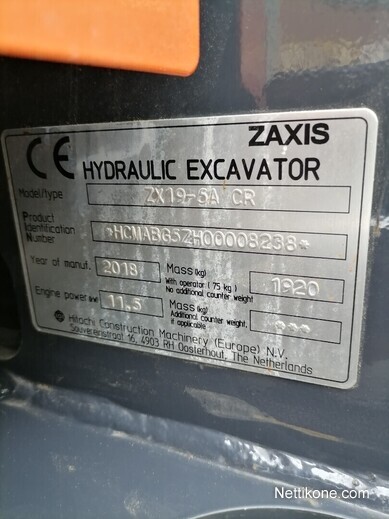 ZAXIS
CE HYDRAULIC EXCAVATOR
Model/type ZX19-5A CR
Product
Identification
Number *HCMABG5ZH00008238*
Year of manuf. 2018 Mass(kg) 1920
With operator (75 kg)
No additional counter weight
Engine power(kW) 11,5 Mass(kg)
Additional counter weight,
if applicable
Hitachi Construction Machinery (Europe) N.V.
Souvereinstraat 16, 4903 RH Oosterhout, The Netherlands
Nettikone.com